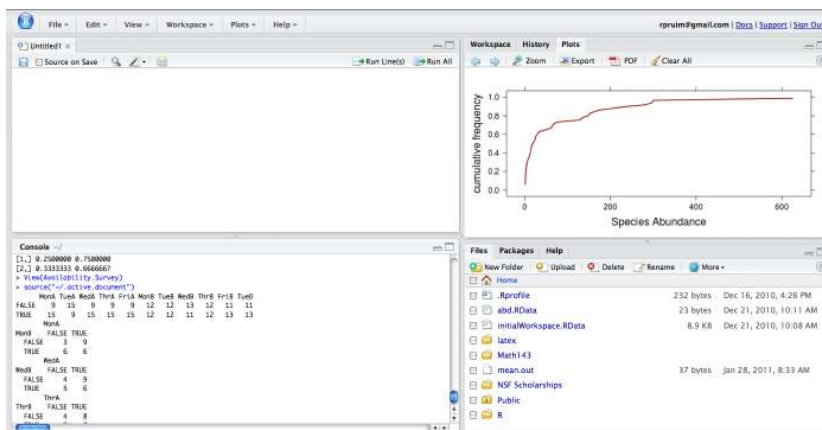 File Edit View Workspace Plots Help
rpruim@gmail.com | Docs | Support | Sign Out
Untitled1
Source on Save
Run Line(s) Run All
Workspace History Plots
Zoom Export PDF Clear All
cumulative frequency
1.0
0.8
0.6
0.4
0.2
0.0
0 200 400 600
Species Abundance
Console ~/
[1,] 0.2500000 0.7500000
[2,] 0.3333333 0.6666667
> View(Availability.Survey)
> source("~/.active.document")
MonA TueA WedA ThrA FriA MonB TueB WedB ThrB FriB TueD
FALSE 9 15 9 9 9 12 12 13 12 11 11
TRUE 15 9 15 15 15 12 12 11 12 13 13
MonA
MonB FALSE TRUE
FALSE 3 9
TRUE 6 6
WedA
WedB FALSE TRUE
FALSE 4 9
TRUE 5 6
ThrA
ThrB FALSE TRUE
FALSE 4 8
Files Packages Help
New Folder Upload Delete Rename More
Home
.Rprofile 232 bytes Dec 16, 2010, 4:26 PM
abd.RData 23 bytes Dec 21, 2010, 10:11 AM
initialWorkspace.RData 8.9 KB Dec 21, 2010, 10:08 AM
latex
Math143
mean.out 37 bytes Jan 28, 2011, 8:33 AM
NSF Scholarships
Public
R